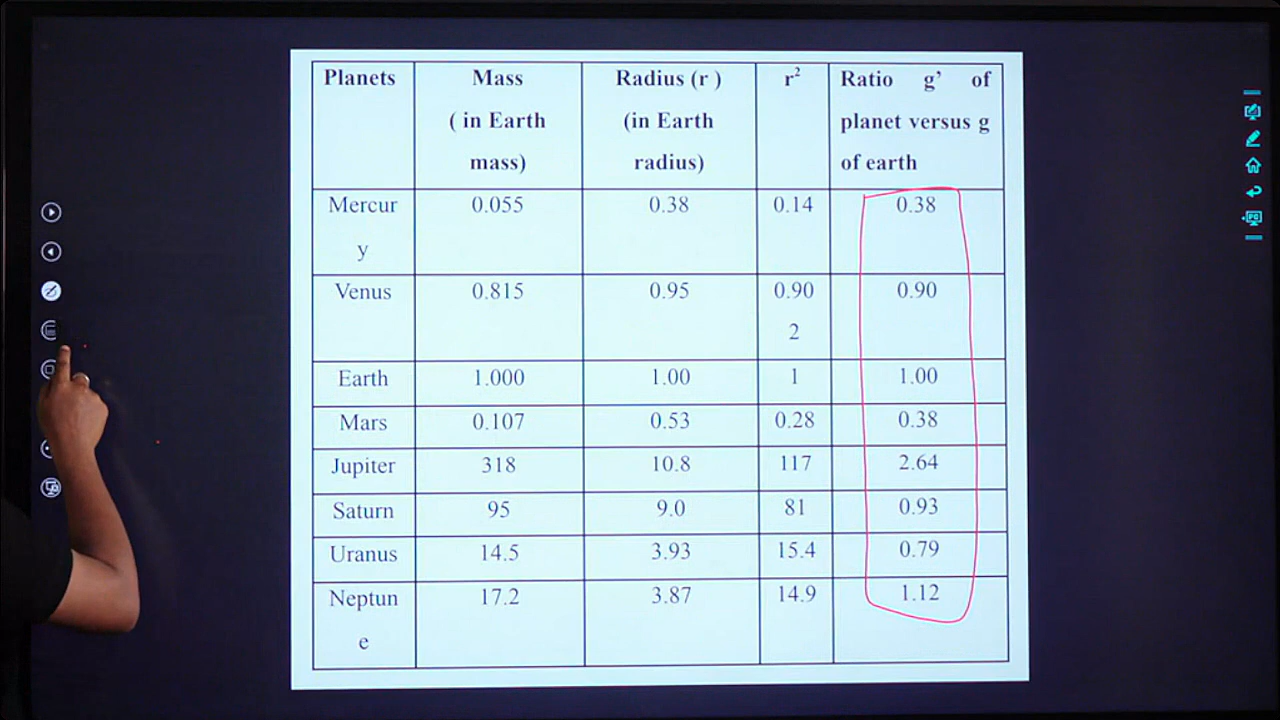 Planets Mass Radius (r ) r² Ratio g’ of
( in Earth (in Earth planet versus g
mass) radius) of earth
Mercur 0.055 0.38 0.14 0.38
y
Venus 0.815 0.95 0.90 0.90
2
Earth 1.000 1.00 1 1.00
Mars 0.107 0.53 0.28 0.38
Jupiter 318 10.8 117 2.64
Saturn 95 9.0 81 0.93
Uranus 14.5 3.93 15.4 0.79
Neptun 17.2 3.87 14.9 1.12
e